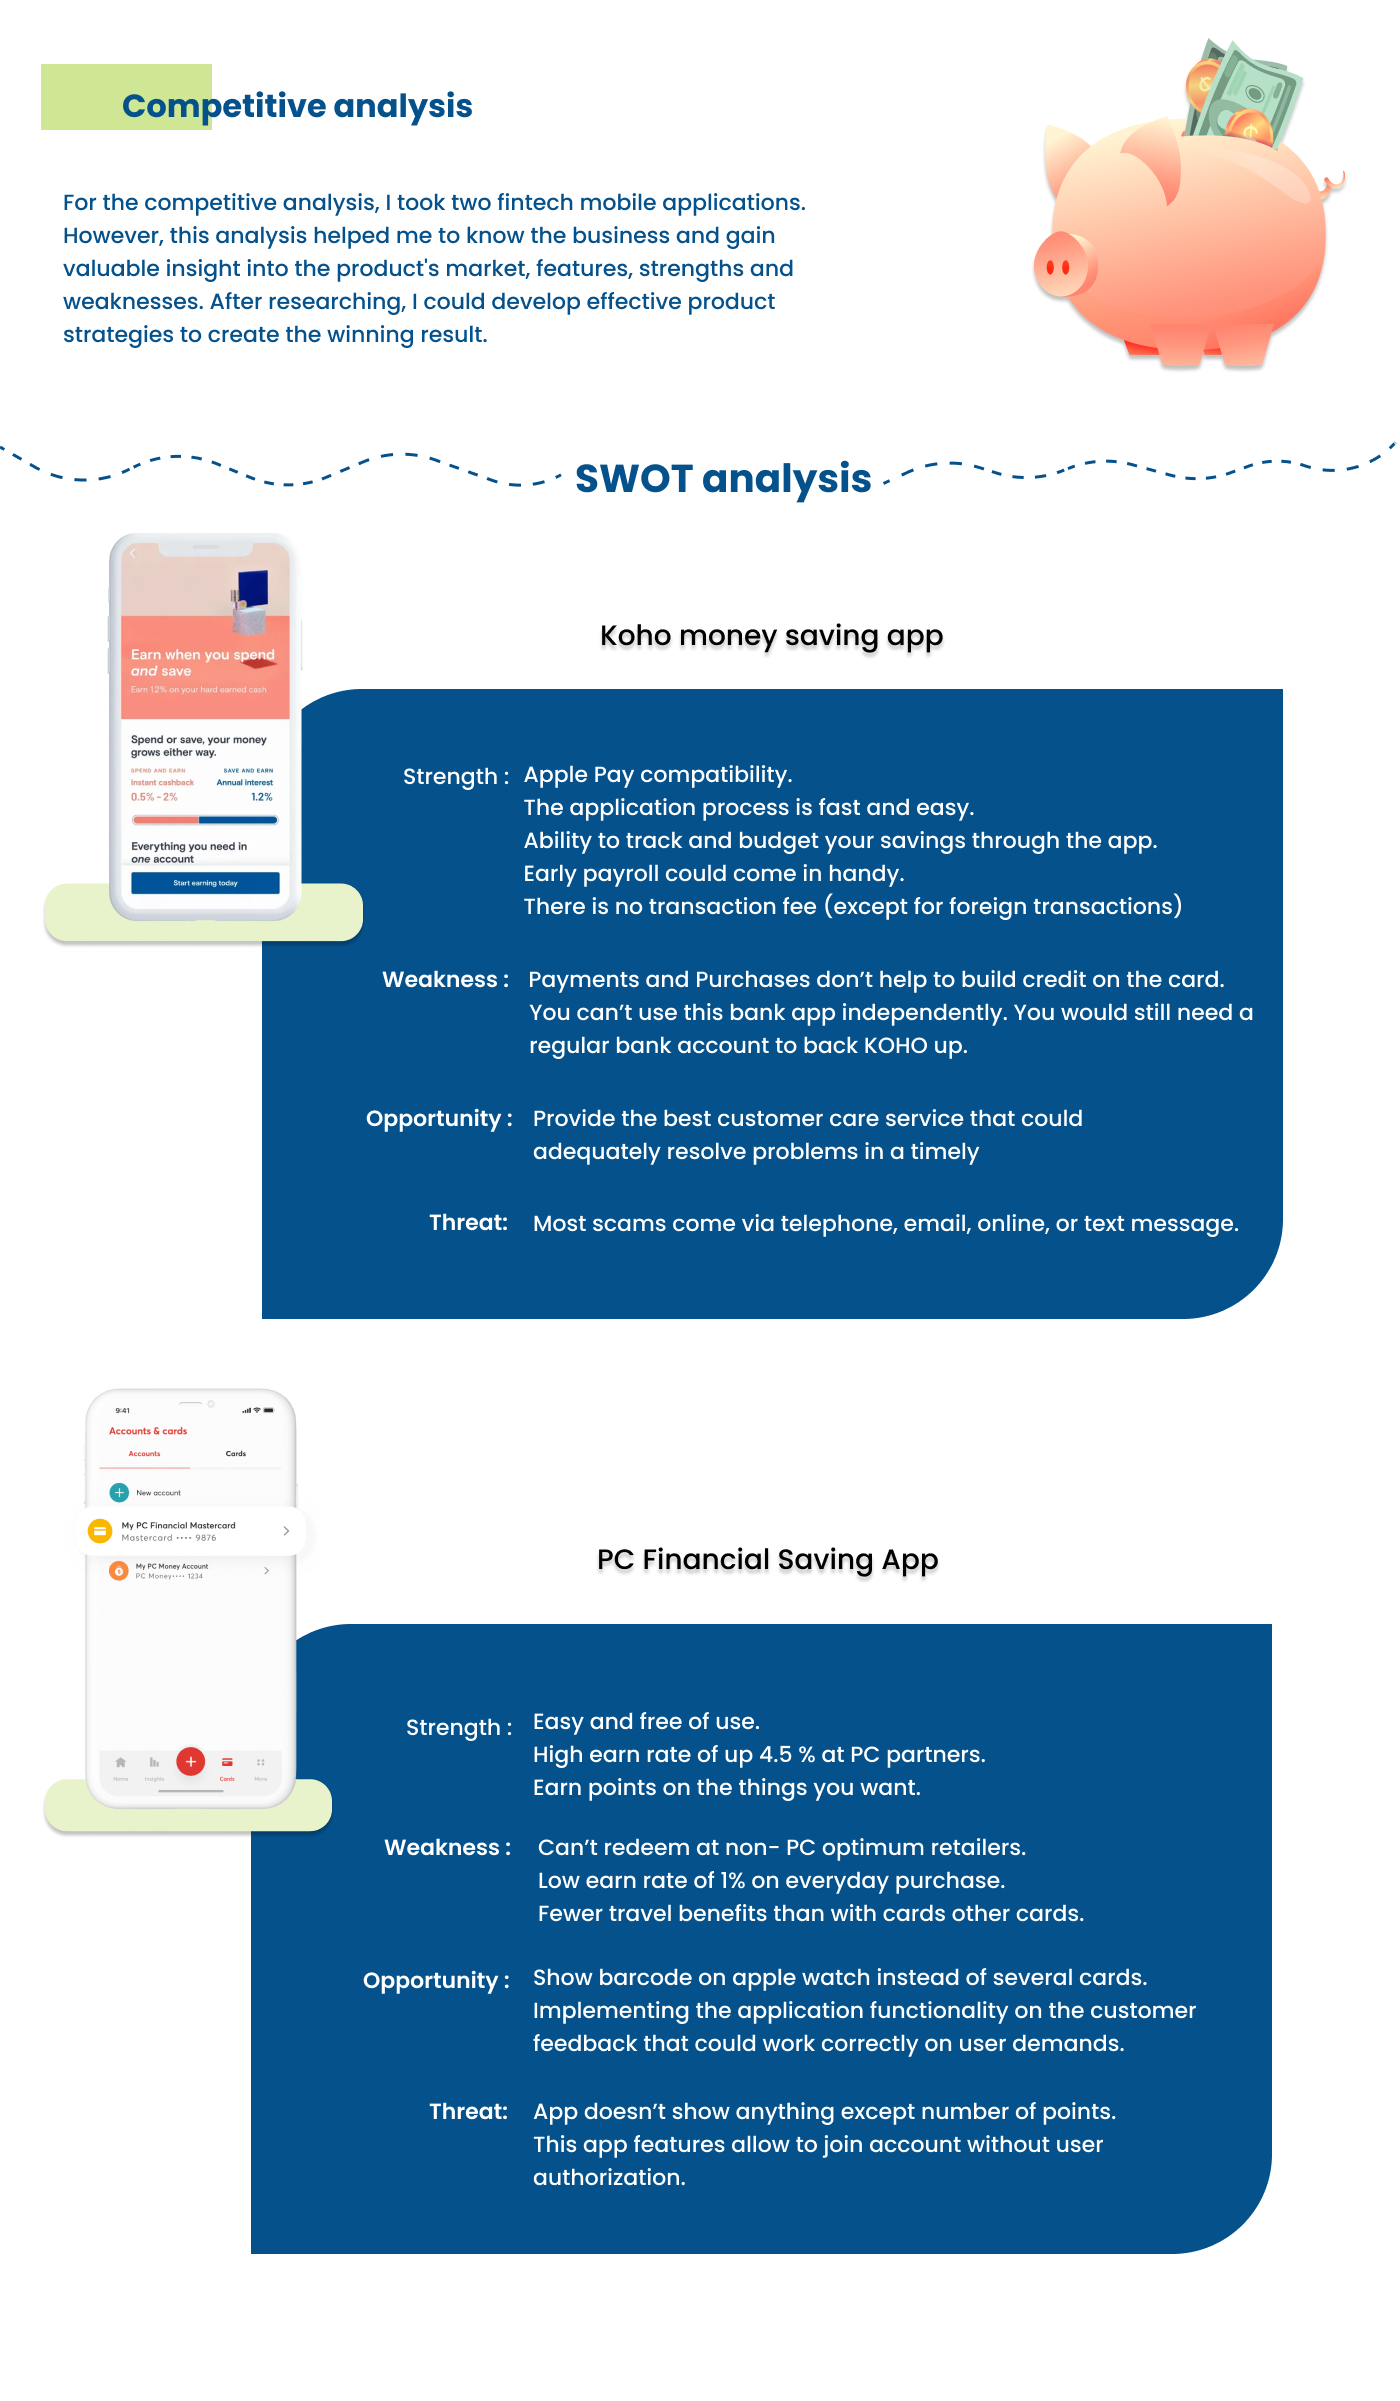 Competitive analysis
For the competitive analysis, I took two fintech mobile applications.
However, this analysis helped me to know the business and gain
valuable insight into the product's market, features, strengths and
weaknesses. After researching, I could develop effective product
strategies to create the winning result.
SWOT analysis
Earn when you spend
and save
Earn 1.2% on your hard earned cash
Spend or save, your money
grows either way.
SPEND AND EARN SAVE AND EARN
Instant cashback Annual interest
0.5% - 2% 1.2%
Everything you need in
one account
Start earning today
Koho money saving app
Strength : Apple Pay compatibility.
The application process is fast and easy.
Ability to track and budget your savings through the app.
Early payroll could come in handy.
There is no transaction fee (except for foreign transactions)
Weakness : Payments and Purchases don’t help to build credit on the card.
You can’t use this bank app independently. You would still need a
regular bank account to back KOHO up.
Opportunity : Provide the best customer care service that could
adequately resolve problems in a timely
Threat: Most scams come via telephone, email, online, or text message.
9:41
Accounts & cards
Accounts Cards
New account
My PC Financial Mastercard
Mastercard •••• 9876
My PC Money Account
PC Money•••• 1234
Home Insights Cards More
PC Financial Saving App
Strength : Easy and free of use.
High earn rate of up 4.5 % at PC partners.
Earn points on the things you want.
Weakness : Can’t redeem at non- PC optimum retailers.
Low earn rate of 1% on everyday purchase.
Fewer travel benefits than with cards other cards.
Opportunity : Show barcode on apple watch instead of several cards.
Implementing the application functionality on the customer
feedback that could work correctly on user demands.
Threat: App doesn’t show anything except number of points.
This app features allow to join account without user
authorization.